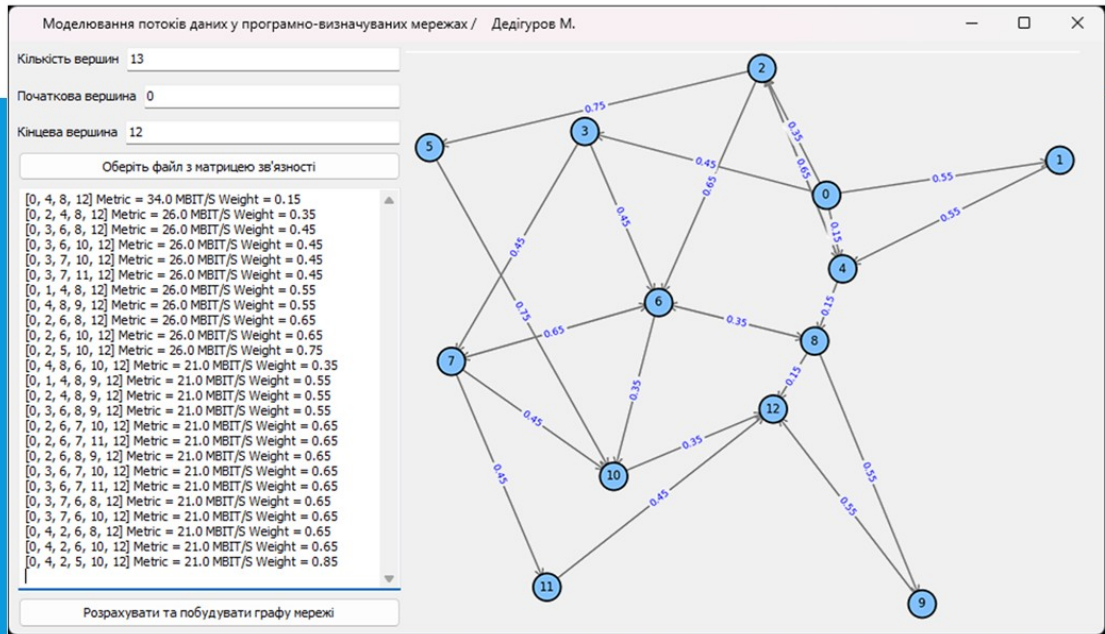 Моделювання потоків даних у програмно-визначуваних мережах / Дедігуров М.
Кількість вершин 13
Початкова вершина 0
Кінцева вершина 12
Оберіть файл з матрицею зв'язності
[0, 4, 8, 12] Metric = 34.0 MBIT/S Weight = 0.15
[0, 2, 4, 8, 12] Metric = 26.0 MBIT/S Weight = 0.35
[0, 3, 6, 8, 12] Metric = 26.0 MBIT/S Weight = 0.45
[0, 3, 6, 10, 12] Metric = 26.0 MBIT/S Weight = 0.45
[0, 3, 7, 10, 12] Metric = 26.0 MBIT/S Weight = 0.45
[0, 3, 7, 11, 12] Metric = 26.0 MBIT/S Weight = 0.45
[0, 1, 4, 8, 12] Metric = 26.0 MBIT/S Weight = 0.55
[0, 4, 8, 9, 12] Metric = 26.0 MBIT/S Weight = 0.55
[0, 2, 6, 8, 12] Metric = 26.0 MBIT/S Weight = 0.65
[0, 2, 6, 10, 12] Metric = 26.0 MBIT/S Weight = 0.65
[0, 2, 5, 10, 12] Metric = 26.0 MBIT/S Weight = 0.75
[0, 4, 8, 6, 10, 12] Metric = 21.0 MBIT/S Weight = 0.35
[0, 1, 4, 8, 9, 12] Metric = 21.0 MBIT/S Weight = 0.55
[0, 2, 4, 8, 9, 12] Metric = 21.0 MBIT/S Weight = 0.55
[0, 3, 6, 8, 9, 12] Metric = 21.0 MBIT/S Weight = 0.55
[0, 2, 6, 7, 10, 12] Metric = 21.0 MBIT/S Weight = 0.65
[0, 2, 6, 7, 11, 12] Metric = 21.0 MBIT/S Weight = 0.65
[0, 2, 6, 8, 9, 12] Metric = 21.0 MBIT/S Weight = 0.65
[0, 3, 6, 7, 10, 12] Metric = 21.0 MBIT/S Weight = 0.65
[0, 3, 6, 7, 11, 12] Metric = 21.0 MBIT/S Weight = 0.65
[0, 3, 7, 6, 8, 12] Metric = 21.0 MBIT/S Weight = 0.65
[0, 3, 7, 6, 10, 12] Metric = 21.0 MBIT/S Weight = 0.65
[0, 4, 2, 6, 8, 12] Metric = 21.0 MBIT/S Weight = 0.65
[0, 4, 2, 6, 10, 12] Metric = 21.0 MBIT/S Weight = 0.65
[0, 4, 2, 5, 10, 12] Metric = 21.0 MBIT/S Weight = 0.85
Розрахувати та побудувати графу мережі
2
0.75
3
0.35
5
0.45
0.65
1
0.55
0.65
0
0.45
0.55
0.15
0.45
4
6
0.15
0.75
0.35
0.65
8
7
0.15
0.35
12
0.45
0.35
0.45
10
0.55
0.45
0.55
11
9